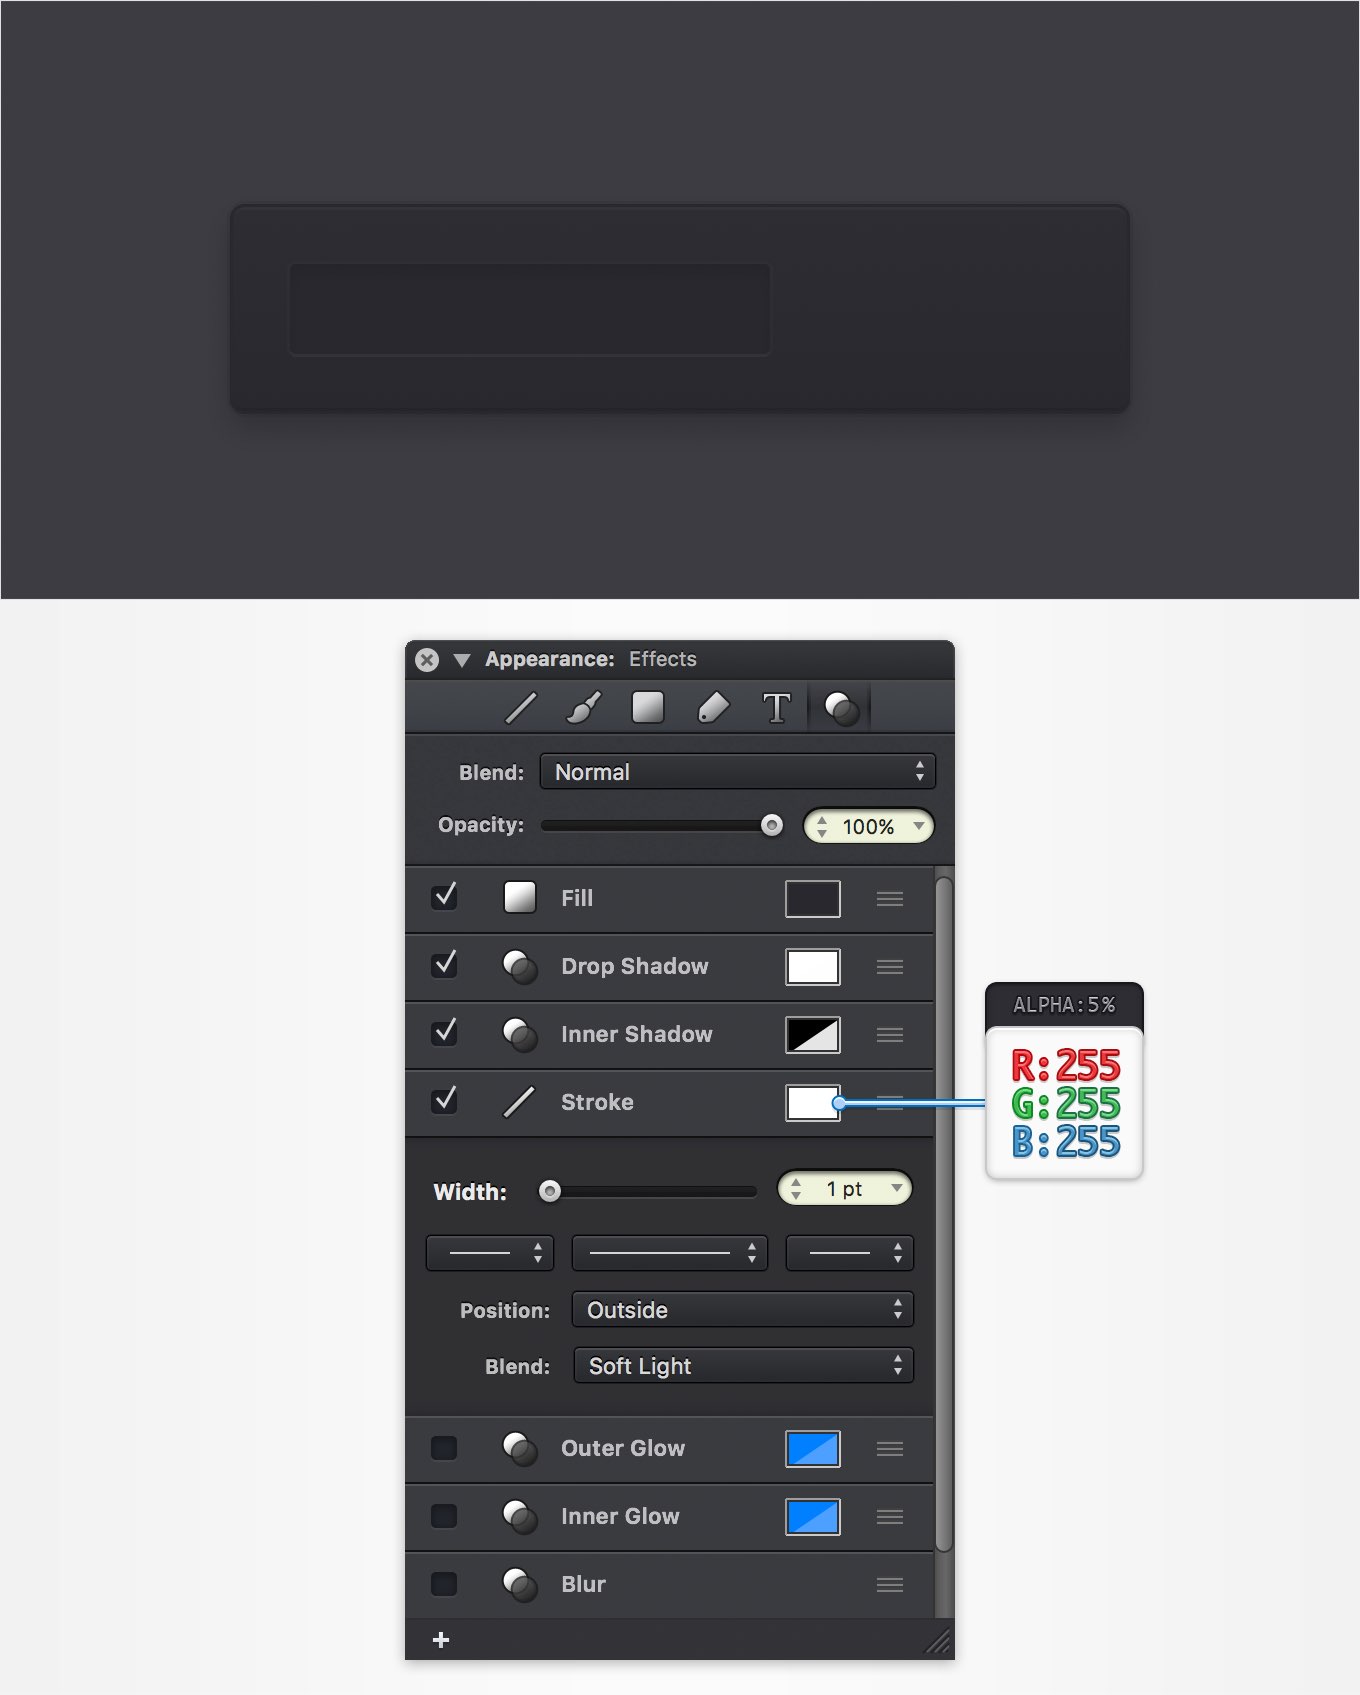 Appearance: Effects
T
Blend: Normal
Opacity: 100%
Fill
Drop Shadow
Inner Shadow
Stroke
ALPHA:5%
R:255
G:255
B:255
Width: 1 pt
Position: Outside
Blend: Soft Light
Outer Glow
Inner Glow
Blur